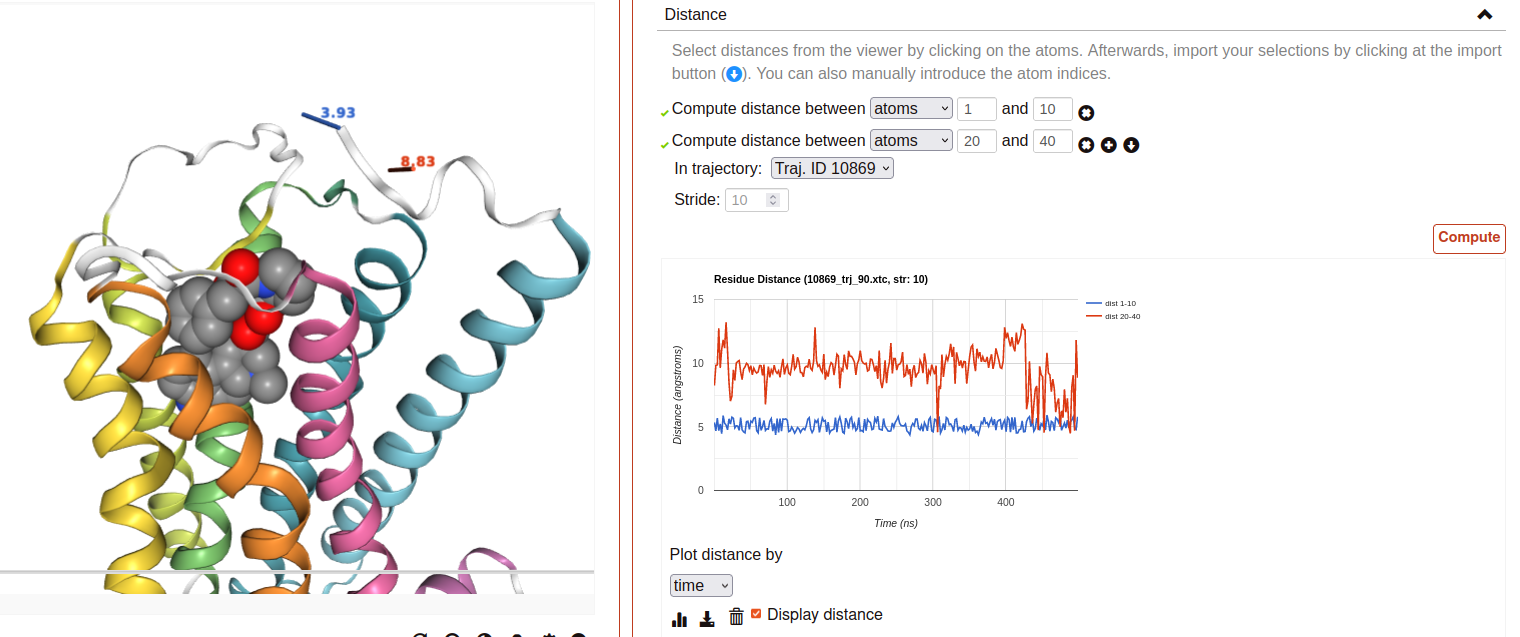 3.93
8.83
Distance
Select distances from the viewer by clicking on the atoms. Afterwards, import your selections by clicking at the import
button ( ). You can also manually introduce the atom indices.
Compute distance between atoms 1 and 10
Compute distance between atoms 20 and 40
In trajectory: Traj. ID 10869
Stride: 10
Compute
Residue Distance (10869_trj_90.xtc, str: 10)
dist 1-10
dist 20-40
15
10
5
0
Distance (angstroms)
100 200 300 400
Time (ns)
Plot distance by
time
Display distance